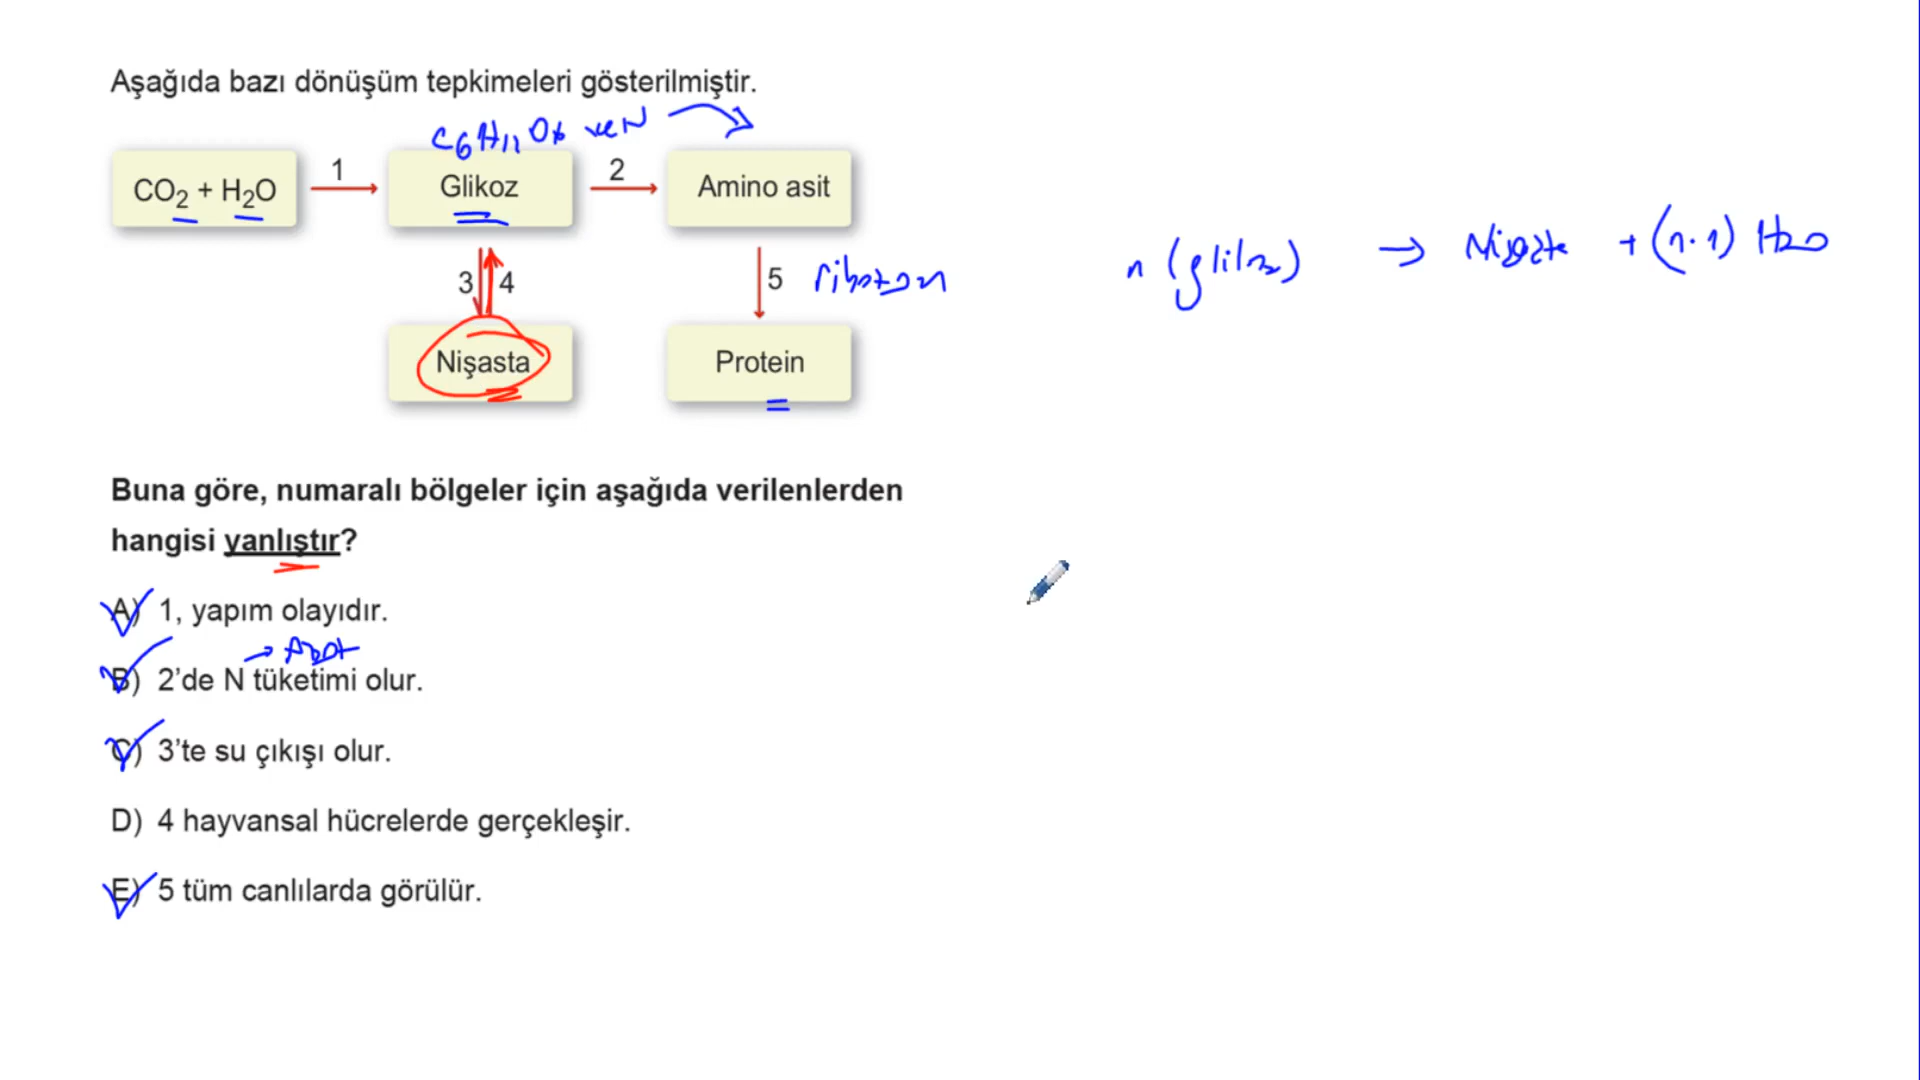 Aşağıda bazı dönüşüm tepkimeleri gösterilmiştir.
C6H12O6 ve N
CO2 + H2O 1 Glikoz 2 Amino asit
n (glikoz) → Nişasta + (n-1) H2O
3 4 5 ribozom
Nişasta Protein
Buna göre, numaralı bölgeler için aşağıda verilenlerden
hangisi yanlıştır?
A) 1, yapım olayıdır.
→ Azot
B) 2’de N tüketimi olur.
C) 3’te su çıkışı olur.
D) 4 hayvansal hücrelerde gerçekleşir.
E) 5 tüm canlılarda görülür.